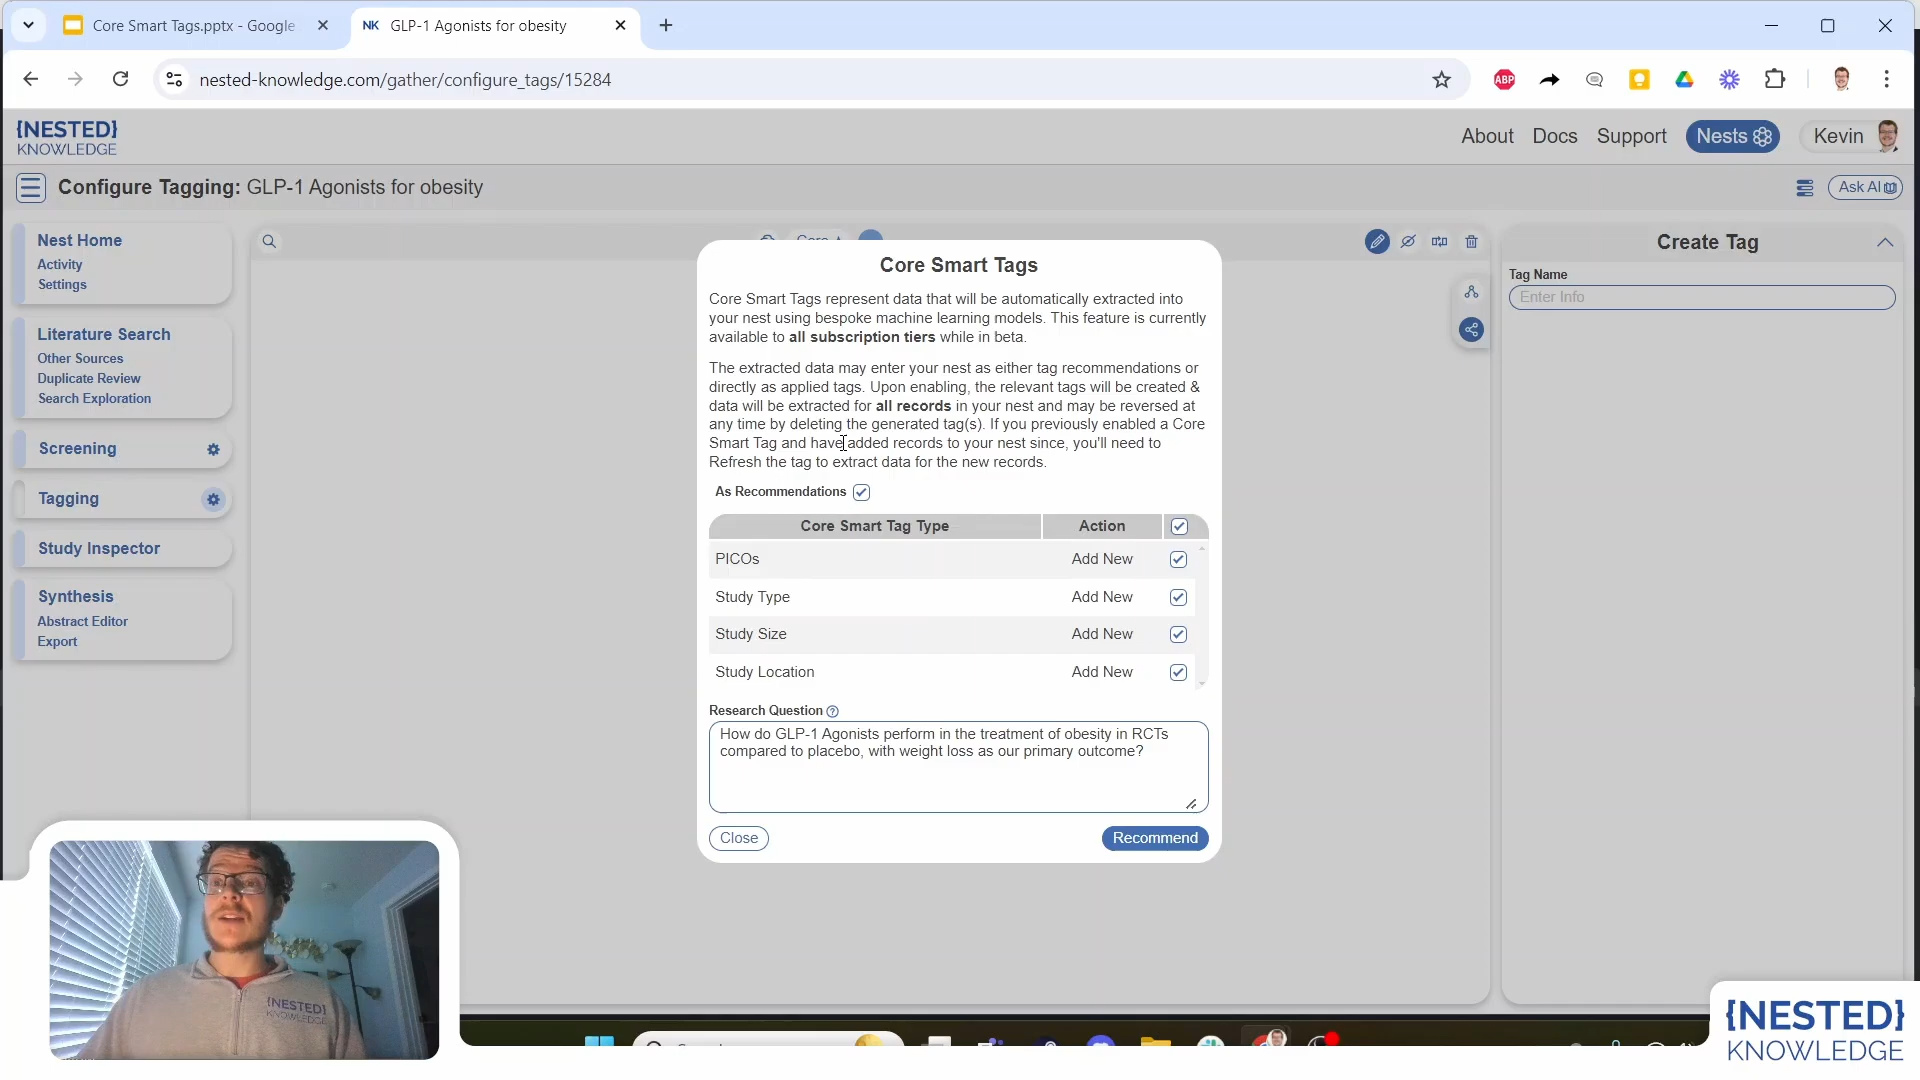 Core Smart Tags.pptx - Google
NK GLP-1 Agonists for obesity
nested-knowledge.com/gather/configure_tags/15284
ABP
{NESTED}
KNOWLEDGE
About Docs Support Nests Kevin
Configure Tagging: GLP-1 Agonists for obesity
Ask AI
Nest Home
Activity
Settings
Literature Search
Other Sources
Duplicate Review
Search Exploration
Screening
Tagging
Study Inspector
Synthesis
Abstract Editor
Export
Core Smart Tags
Core Smart Tags represent data that will be automatically extracted into
your nest using bespoke machine learning models. This feature is currently
available to all subscription tiers while in beta.
The extracted data may enter your nest as either tag recommendations or
directly as applied tags. Upon enabling, the relevant tags will be created &
data will be extracted for all records in your nest and may be reversed at
any time by deleting the generated tag(s). If you previously enabled a Core
Smart Tag and have added records to your nest since, you'll need to
Refresh the tag to extract data for the new records.
As Recommendations
Core Smart Tag Type Action
PICOs Add New
Study Type Add New
Study Size Add New
Study Location Add New
Research Question
How do GLP-1 Agonists perform in the treatment of obesity in RCTs
compared to placebo, with weight loss as our primary outcome?
Close Recommend
Create Tag
Tag Name
Enter Info
{NESTED}
KNOWLEDGE
{NESTED}
KNOWLEDGE